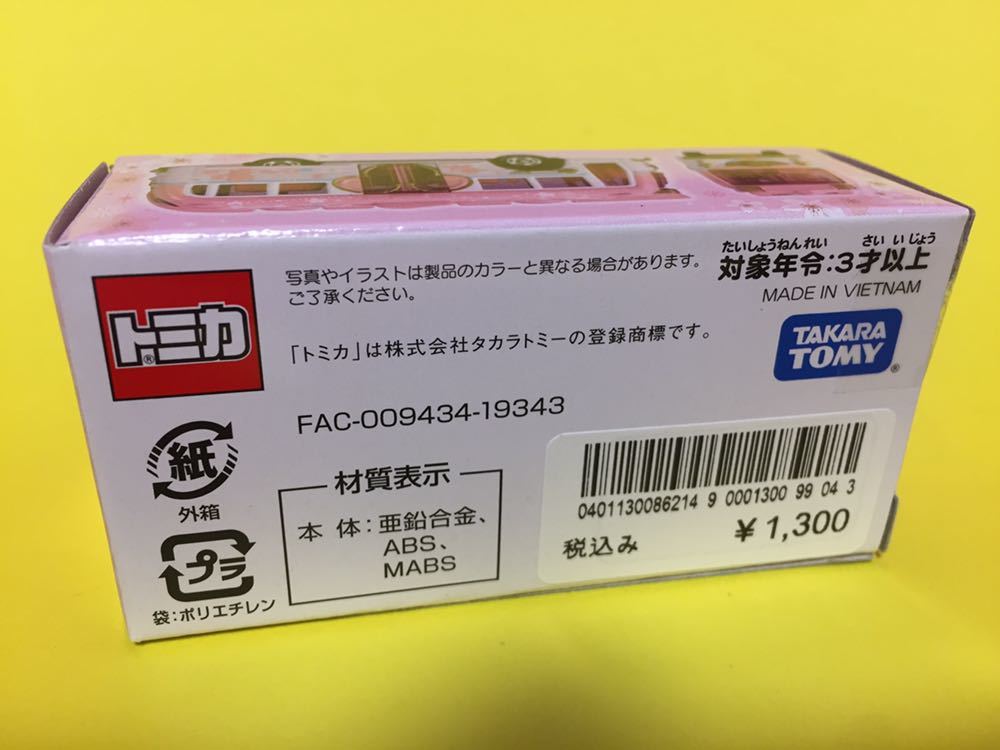 トミカ®
写真やイラストは製品のカラーと異なる場合があります。
ご了承ください。
「トミカ」は株式会社タカラトミーの登録商標です。
たいしょうねんれい さい いじょう
対象年令:3才以上
MADE IN VIETNAM
TAKARA
TOMY®
FAC-009434-19343
紙
外箱
プラ
袋:ポリエチレン
材質表示
本 体:亜鉛合金、
ABS、
MABS
0401130086214 9 0001300 99 04 3
税込み ¥1,300